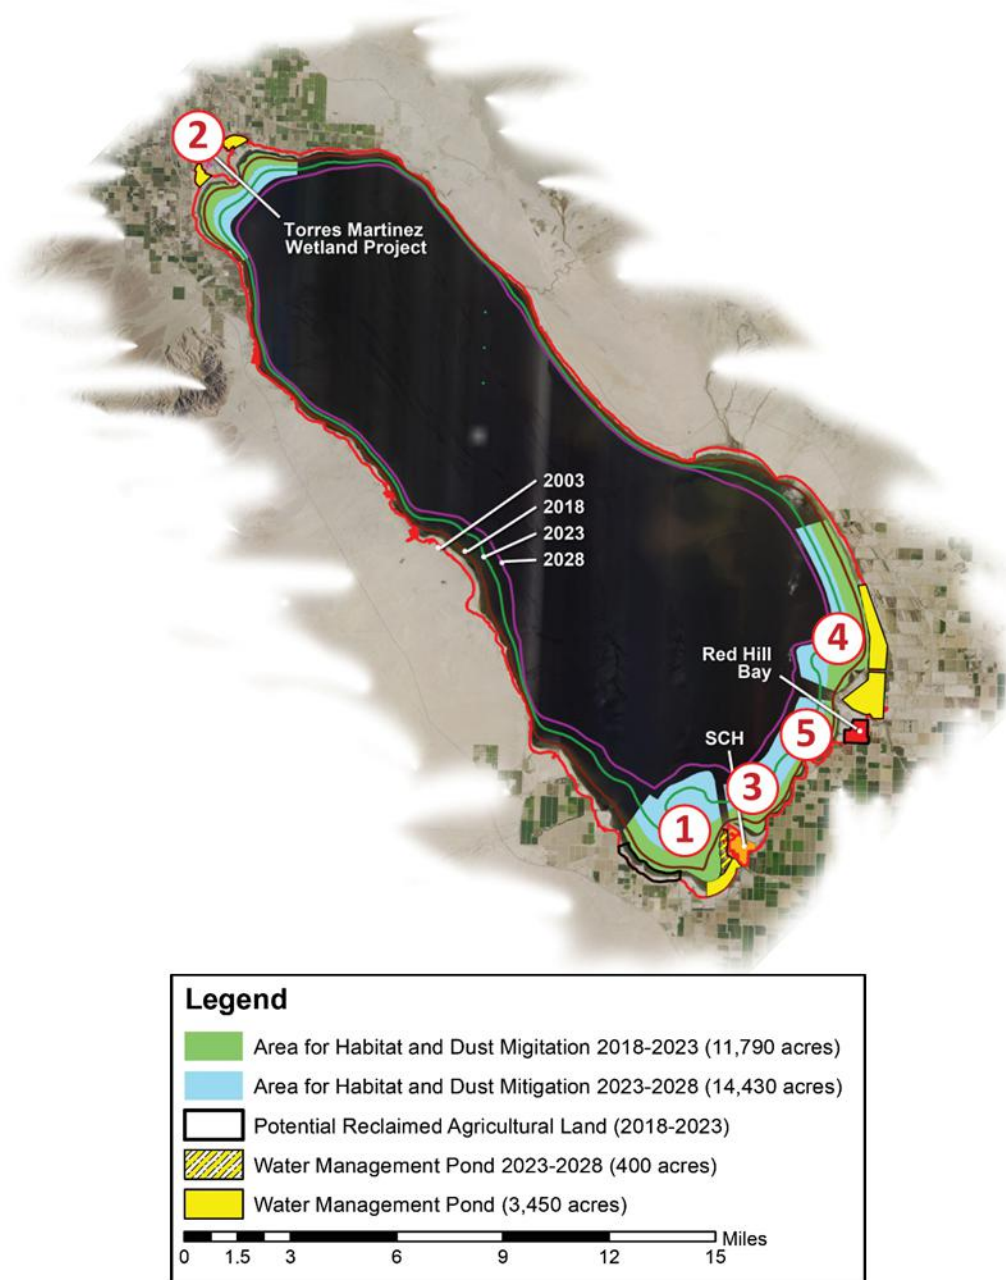 2
Torres Martinez
Wetland Project
2003
2018
2023
2028
4
Red Hill
Bay
5
SCH
3
1
Legend
Area for Habitat and Dust Migitation 2018-2023 (11,790 acres)
Area for Habitat and Dust Mitigation 2023-2028 (14,430 acres)
Potential Reclaimed Agricultural Land (2018-2023)
Water Management Pond 2023-2028 (400 acres)
Water Management Pond (3,450 acres)
Miles
0 1.5 3 6 9 12 15